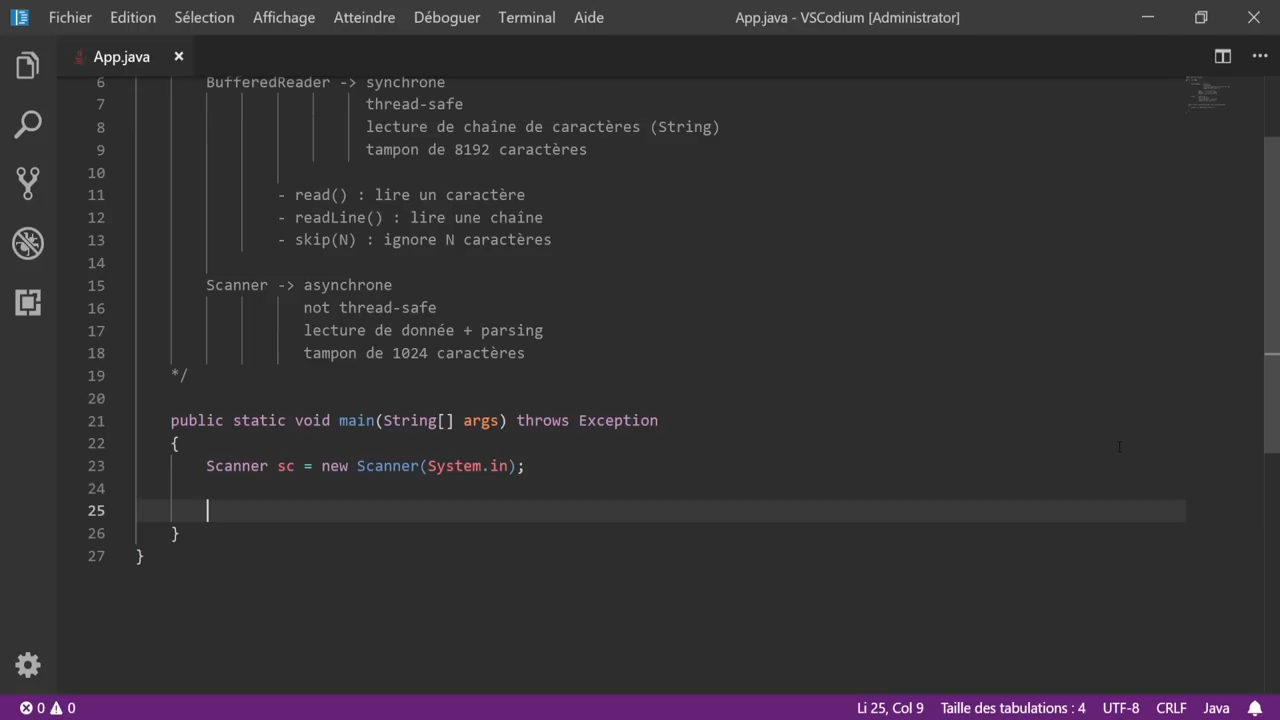 Fichier Edition Sélection Affichage Atteindre Déboguer Terminal Aide App.java - VSCodium [Administrator]
App.java
6 BufferedReader -> synchrone
7 thread-safe
8 lecture de chaine de caractères (String)
9 tampon de 8192 caractères
10
11 - read() : lire un caractère
12 - readLine() : lire une chaine
13 - skip(N) : ignore N caractères
14
15 Scanner -> asynchrone
16 not thread-safe
17 lecture de donnée + parsing
18 tampon de 1024 caractères
19 */
20
21 public static void main(String[] args) throws Exception
22 {
23 Scanner sc = new Scanner(System.in);
24
25
26 }
27 }
0 0 Li 25, Col 9 Taille des tabulations : 4 UTF-8 CRLF Java